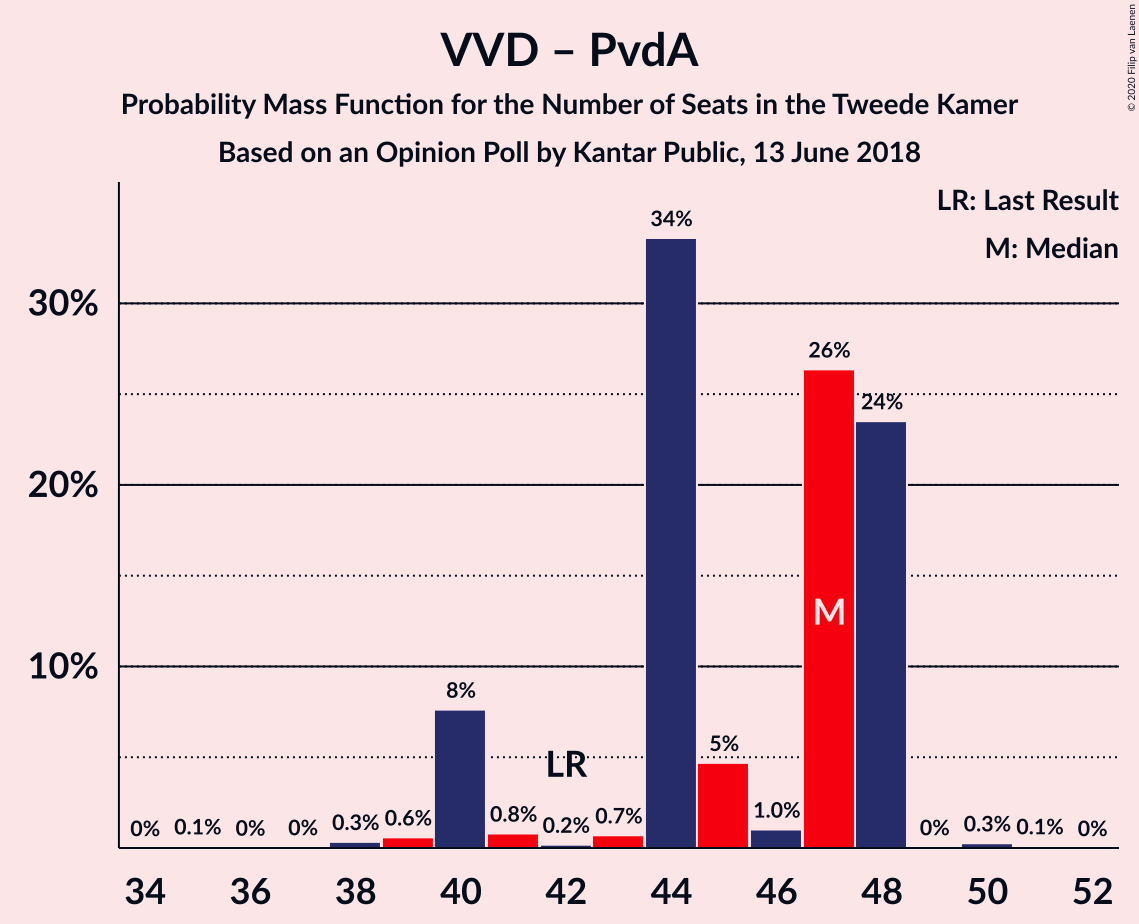 VVD – PvdA
Probability Mass Function for the Number of Seats in the Tweede Kamer
Based on an Opinion Poll by Kantar Public, 13 June 2018
© 2020 Filip van Laenen
LR: Last Result
M: Median
34%
30%
26%
24%
20%
M
10%
8%
5%
LR
0% 0.1% 0% 0% 0.3% 0.6% 0.8% 0.2% 0.7% 1.0% 0% 0.3% 0.1% 0%
34 36 38 40 42 44 46 48 50 52